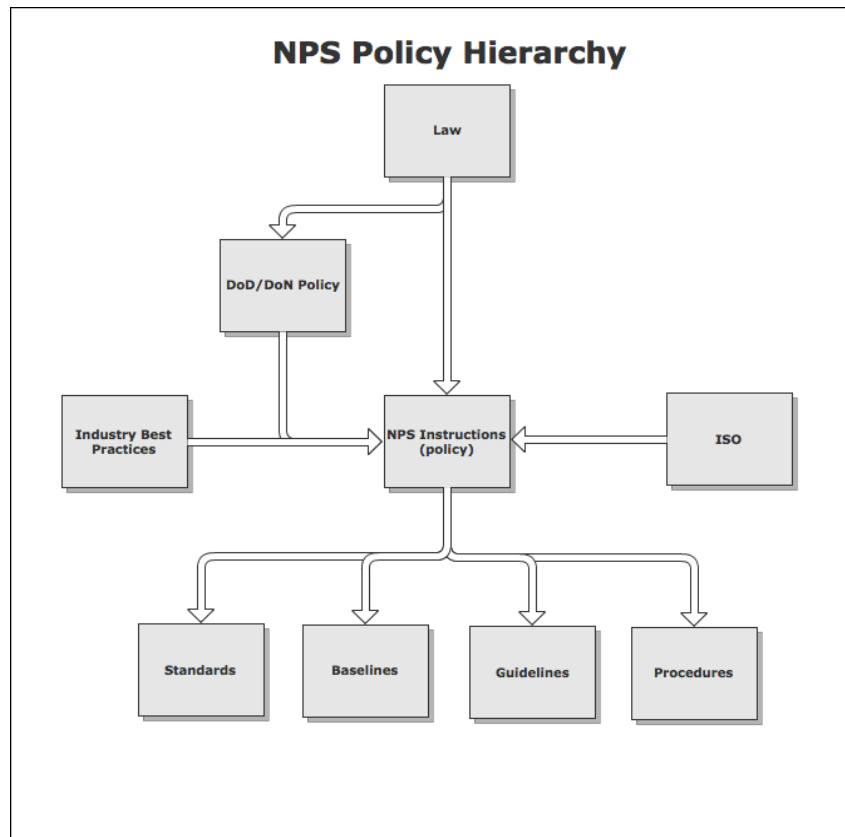 NPS Policy Hierarchy
Law
DoD/DoN Policy
Industry Best
Practices
NPS Instructions
(policy)
ISO
Standards
Baselines
Guidelines
Procedures